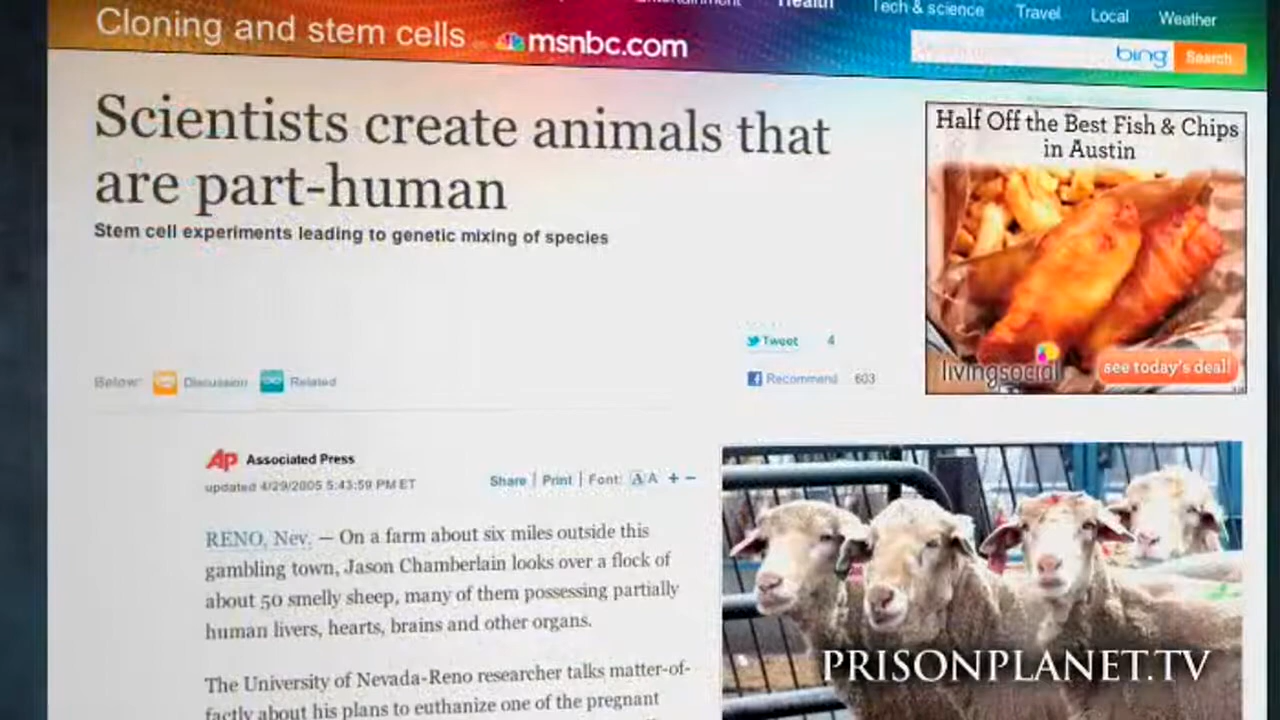 Health
Tech & science
Travel
Local
Weather
Cloning and stem cells
msnbc.com
bing
Search
Scientists create animals that
are part-human
Stem cell experiments leading to genetic mixing of species
Half Off the Best Fish & Chips
in Austin
livingsocial
see today's deal!
Tweet 4
Recommend 603
Below:
Discussion
Related
AP Associated Press
updated 4/29/2005 5:43:59 PM ET
Share | Print | Font: A A + −
RENO, Nev. — On a farm about six miles outside this
gambling town, Jason Chamberlain looks over a flock of
about 50 smelly sheep, many of them possessing partially
human livers, hearts, brains and other organs.
The University of Nevada-Reno researcher talks matter-of-
factly about his plans to euthanize one of the pregnant
PRISONPLANET.TV